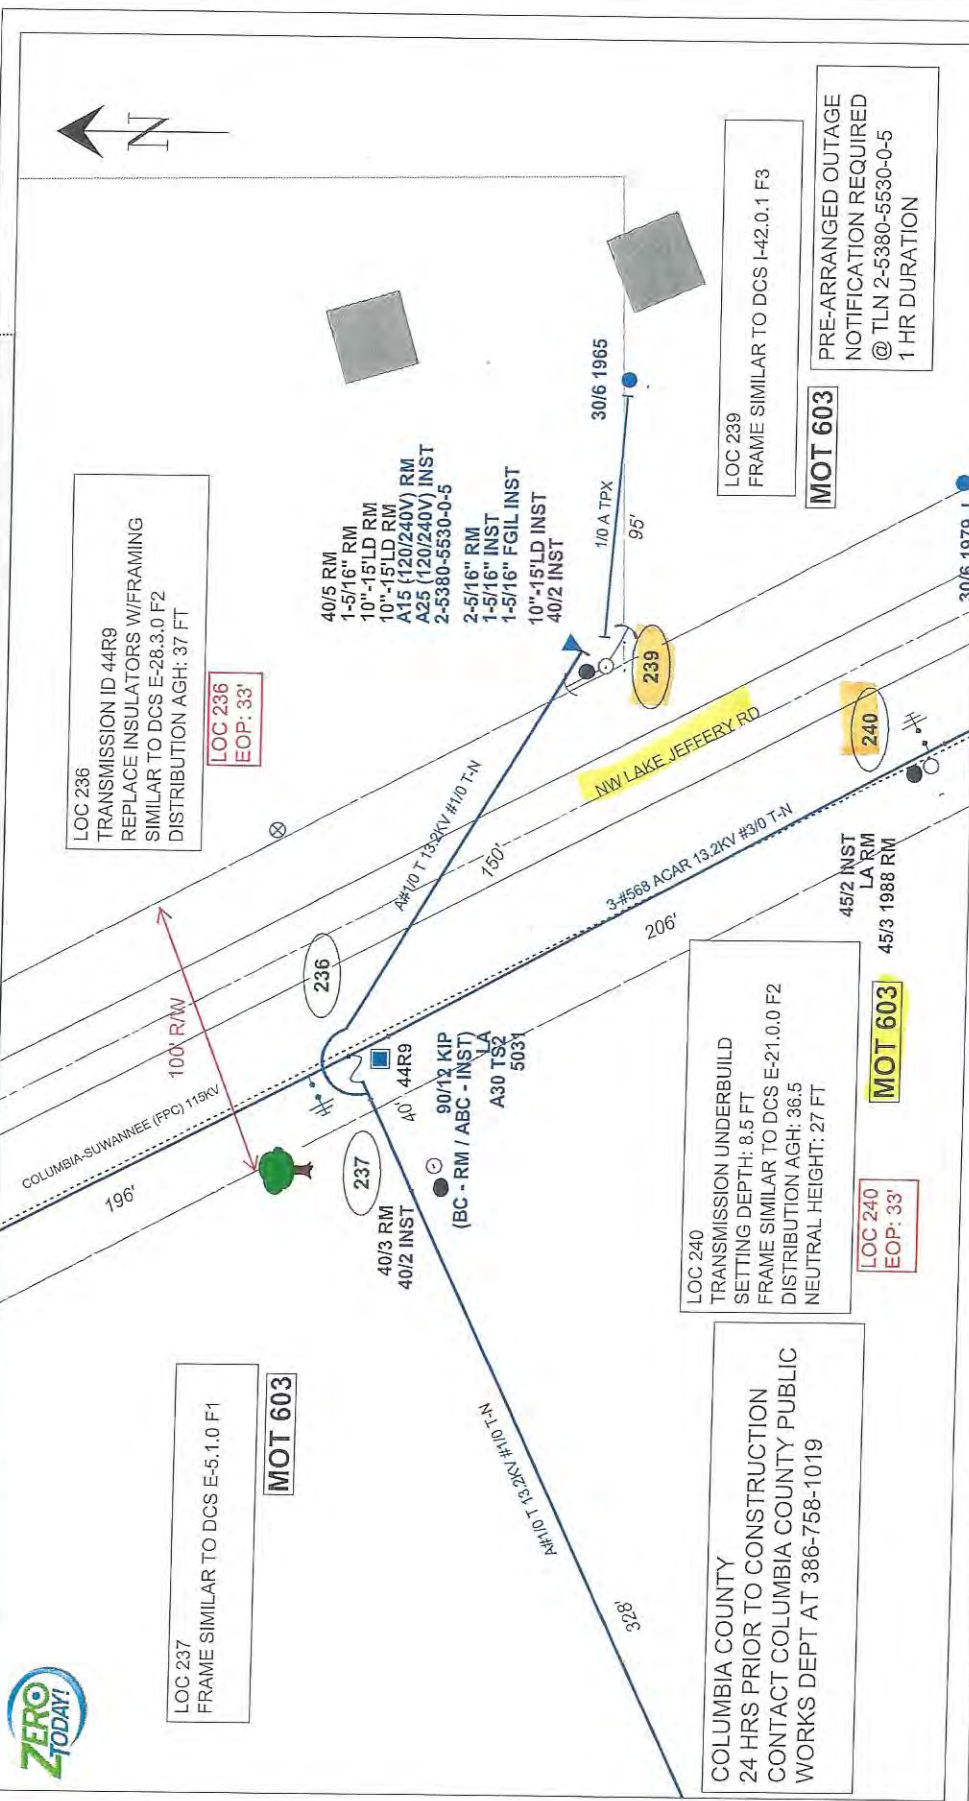 ZERO
TODAY!
LOC 237
FRAME SIMILAR TO DCS E-5.1.0 F1
MOT 603
LOC 236
TRANSMISSION ID 44R9
REPLACE INSULATORS W/FRAMING
SIMILAR TO DCS E-28.3.0 F2
DISTRIBUTION AGH: 37 FT
LOC 236
EOP: 33'
N
COLUMBIA-SUWANNEE (FPC) 115KV
196'
100' R/W
237
40/3 RM
40/2 INST
40'
44R9
236
90/12 KIP
(BC - RM / ABC - INST)
LA
A30 TS2
5031
A#1/0 T 13.2KV #1/0 T-N
328'
A#1/0 T 13.2KV #1/0 T-N
150'
40/5 RM
1-5/16" RM
10"-15'LD RM
10"-15'LD RM
A15 (120/240V) RM
A25 (120/240V) INST
2-5380-5530-0-5
2-5/16" RM
1-5/16" INST
1-5/16" FGIL INST
10"-15'LD INST
40/2 INST
1/0 A TPX
95'
30/6 1965
239
NW LAKE JEFFERY RD
3-#568 ACAR 13.2KV #3/0 T-N
206'
240
45/2 INST
LA RM
45/3 1988 RM
LOC 239
FRAME SIMILAR TO DCS I-42.0.1 F3
MOT 603
PRE-ARRANGED OUTAGE
NOTIFICATION REQUIRED
@ TLN 2-5380-5530-0-5
1 HR DURATION
30/6 1979
LOC 240
TRANSMISSION UNDERBUILD
SETTING DEPTH: 8.5 FT
FRAME SIMILAR TO DCS E-21.0.0 F2
DISTRIBUTION AGH: 36.5
NEUTRAL HEIGHT: 27 FT
LOC 240
EOP: 33'
MOT 603
COLUMBIA COUNTY
24 HRS PRIOR TO CONSTRUCTION
CONTACT COLUMBIA COUNTY PUBLIC
WORKS DEPT AT 386-758-1019